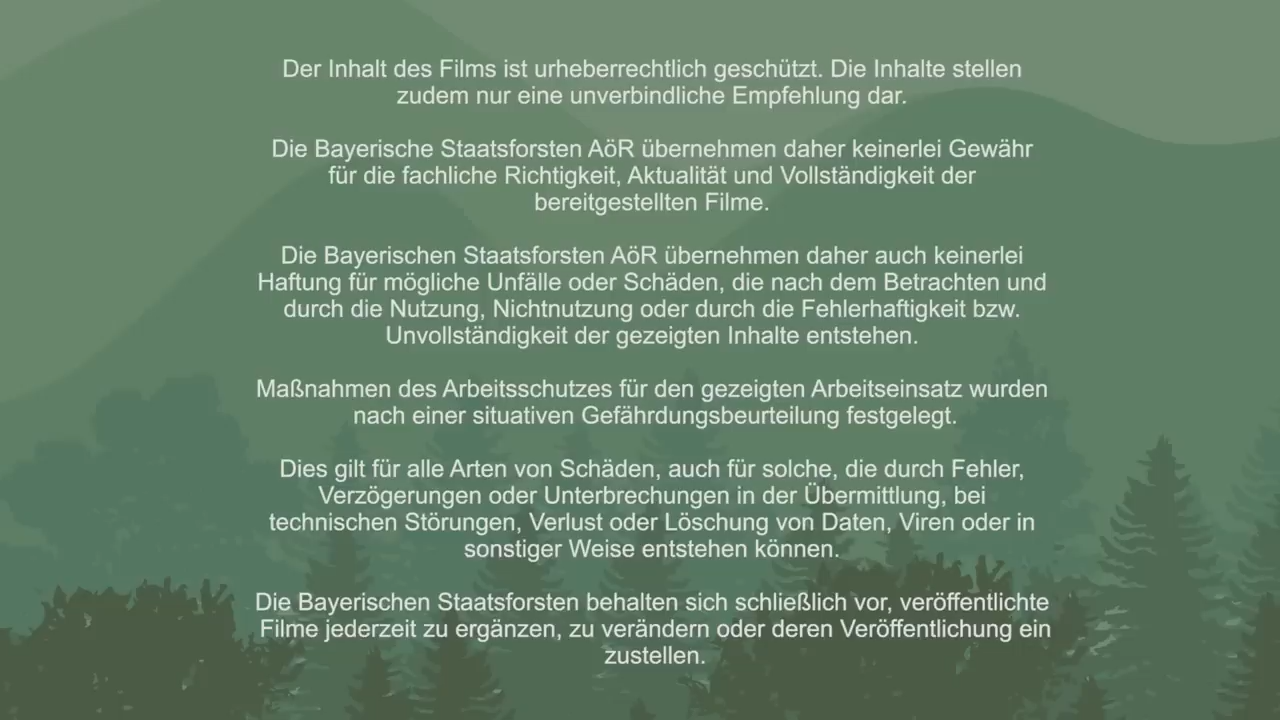 Der Inhalt des Films ist urheberrechtlich geschützt. Die Inhalte stellen
zudem nur eine unverbindliche Empfehlung dar.
Die Bayerische Staatsforsten AöR übernehmen daher keinerlei Gewähr
für die fachliche Richtigkeit, Aktualität und Vollständigkeit der
bereitgestellten Filme.
Die Bayerischen Staatsforsten AöR übernehmen daher auch keinerlei
Haftung für mögliche Unfälle oder Schäden, die nach dem Betrachten und
durch die Nutzung, Nichtnutzung oder durch die Fehlerhaftigkeit bzw.
Unvollständigkeit der gezeigten Inhalte entstehen.
Maßnahmen des Arbeitsschutzes für den gezeigten Arbeitseinsatz wurden
nach einer situativen Gefährdungsbeurteilung festgelegt.
Dies gilt für alle Arten von Schäden, auch für solche, die durch Fehler,
Verzögerungen oder Unterbrechungen in der Übermittlung, bei
technischen Störungen, Verlust oder Löschung von Daten, Viren oder in
sonstiger Weise entstehen können.
Die Bayerischen Staatsforsten behalten sich schließlich vor, veröffentlichte
Filme jederzeit zu ergänzen, zu verändern oder deren Veröffentlichung ein
zustellen.